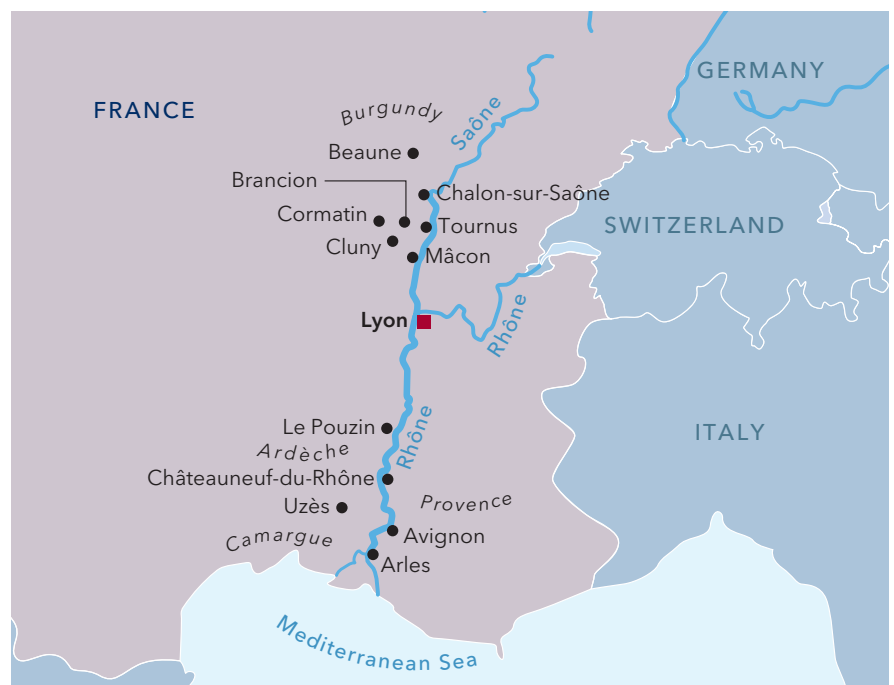 GERMANY
FRANCE
Burgundy
Saône
Beaune
Brancion
Chalon-sur-Saône
Cormatin
Tournus
SWITZERLAND
Cluny
Mâcon
Lyon
Rhône
Le Pouzin
Rhône
ITALY
Ardèche
Châteauneuf-du-Rhône
Provence
Uzès
Camargue
Avignon
Arles
Mediterranean Sea